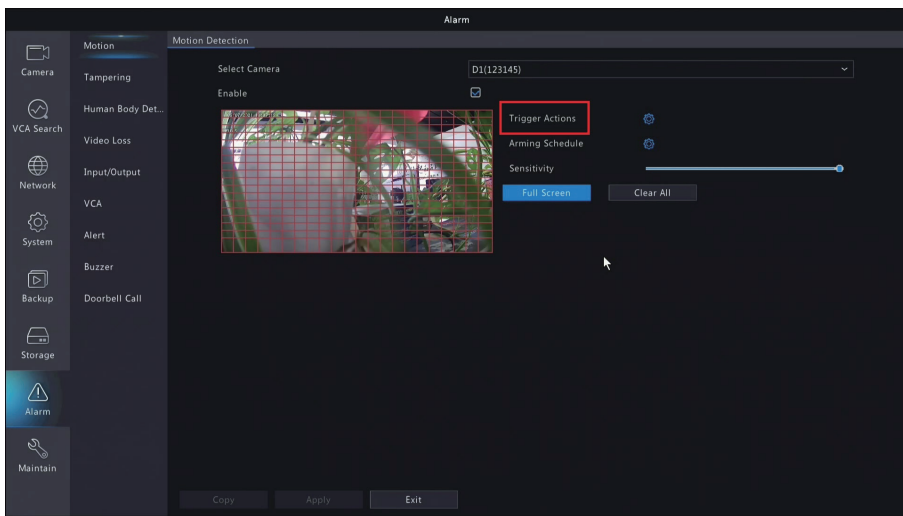 Alarm
Camera
VCA Search
Network
System
Backup
Storage
Alarm
Maintain
Motion
Tampering
Human Body Det...
Video Loss
Input/Output
VCA
Alert
Buzzer
Doorbell Call
Motion Detection
Select Camera
D1(123145)
Enable
Trigger Actions
Arming Schedule
Sensitivity
Full Screen
Clear All
Copy
Apply
Exit